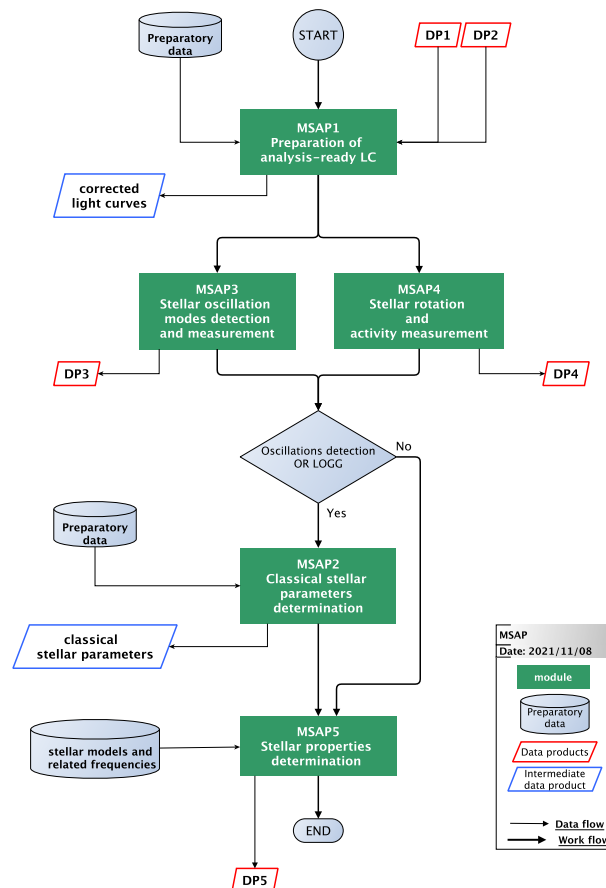 Preparatory
data
START
DP1
DP2
MSAP1
Preparation of
analysis-ready LC
corrected
light curves
MSAP3
Stellar oscillation
modes detection
and measurement
MSAP4
Stellar rotation
and
activity measurement
DP3
DP4
Oscillations detection
OR LOGG
No
Yes
Preparatory
data
MSAP2
Classical stellar
parameters
determination
classical
stellar parameters
MSAP5
Stellar properties
determination
stellar models and
related frequencies
END
DP5
MSAP
Date: 2021/11/08
module
Preparatory
data
Data products
Intermediate
data product
Data flow
Work flow